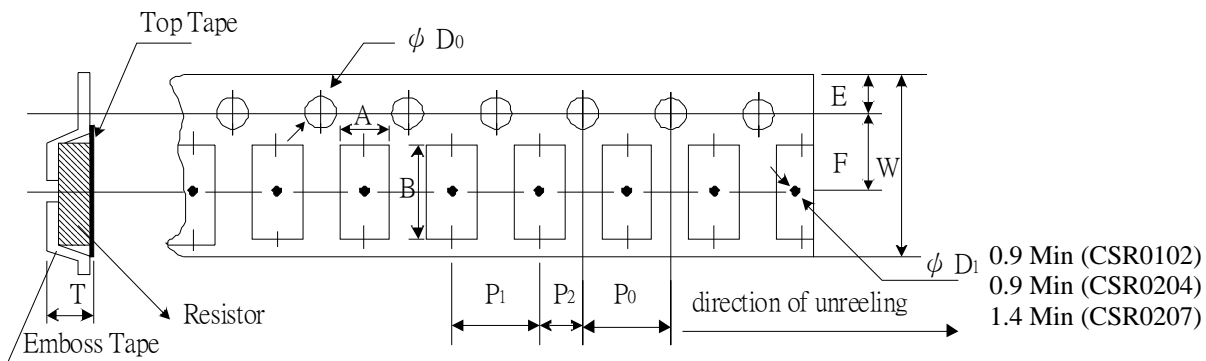 Top Tape
ψ D0
E
A
F
W
B
ψ D1
0.9 Min (CSR0102)
0.9 Min (CSR0204)
1.4 Min (CSR0207)
T
P1
P2
P0
direction of unreeling
Resistor
Emboss Tape